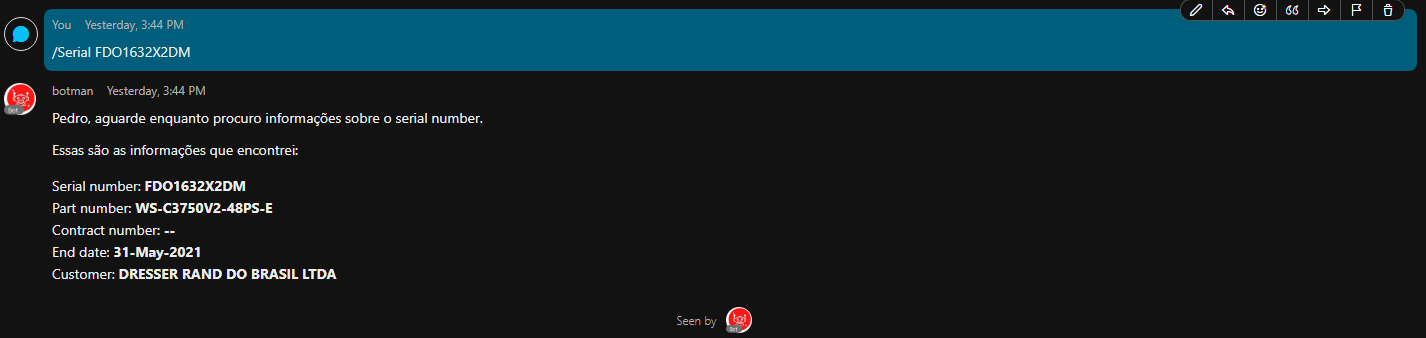 You Yesterday, 3:44 PM
/Serial FDO1632X2DM
botman Yesterday, 3:44 PM
Bot
Pedro, aguarde enquanto procuro informações sobre o serial number.
Essas são as informações que encontrei:
Serial number: FDO1632X2DM
Part number: WS-C3750V2-48PS-E
Contract number: --
End date: 31-May-2021
Customer: DRESSER RAND DO BRASIL LTDA
Seen by
Bot